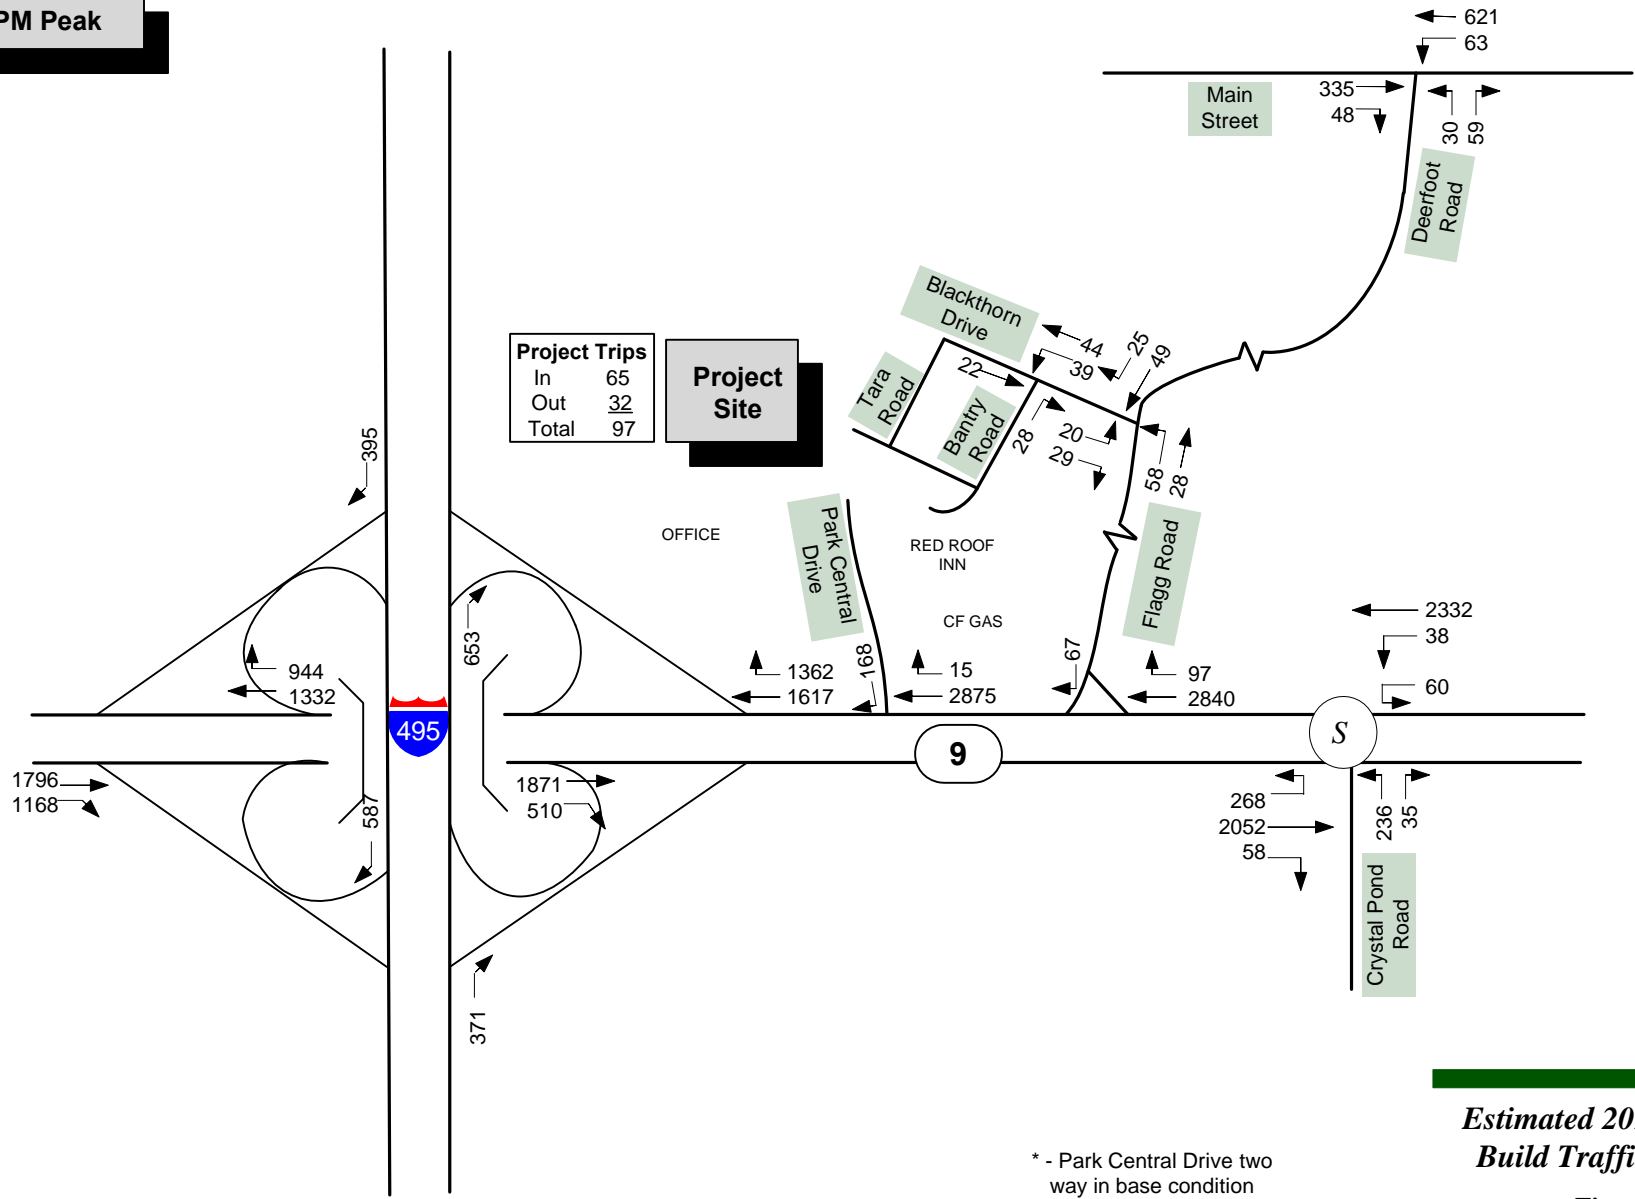 PM Peak
621
63
335
48
Main
Street
30
59
Deerfoot
Road
Blackthorn
Drive
44
39
25
49
22
Tara
Road
Bantry
Road
28
20
29
58
28
Project Trips
In 65
Out 32
Total 97
Project
Site
395
OFFICE
Park Central
Drive
RED ROOF
INN
CF GAS
Flagg Road
653
944
1332
1362
1617
168
15
2875
67
97
2840
2332
38
60
495
9
S
1796
1168
587
1871
510
268
2052
58
236
35
Crystal Pond
Road
371
* - Park Central Drive two
way in base condition
Estimated 20
Build Traffi